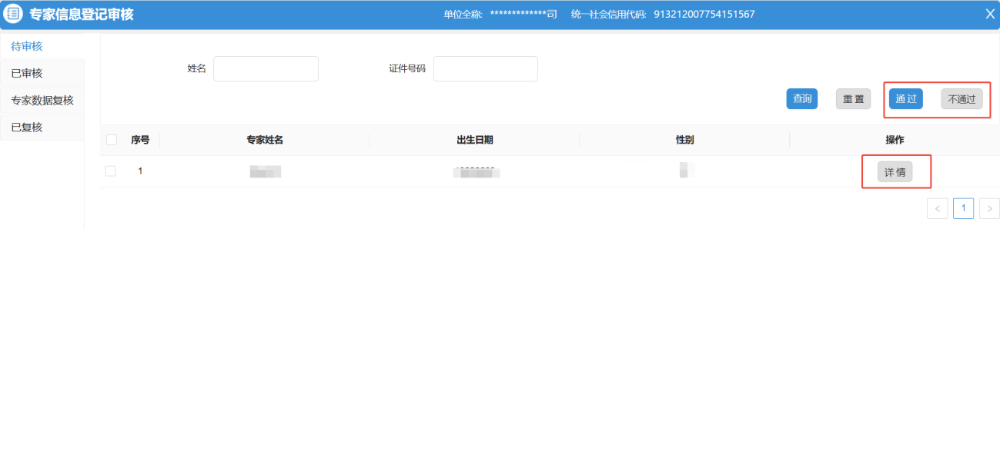 专家信息登记审核 单位全称: *************司 统一社会信用代码: 913212007754151567 X
待审核
已审核
专家数据复核
已复核
姓名 证件号码
查询 重置 通过 不通过
序号 专家姓名 出生日期 性别 操作
1 详情
< 1 >